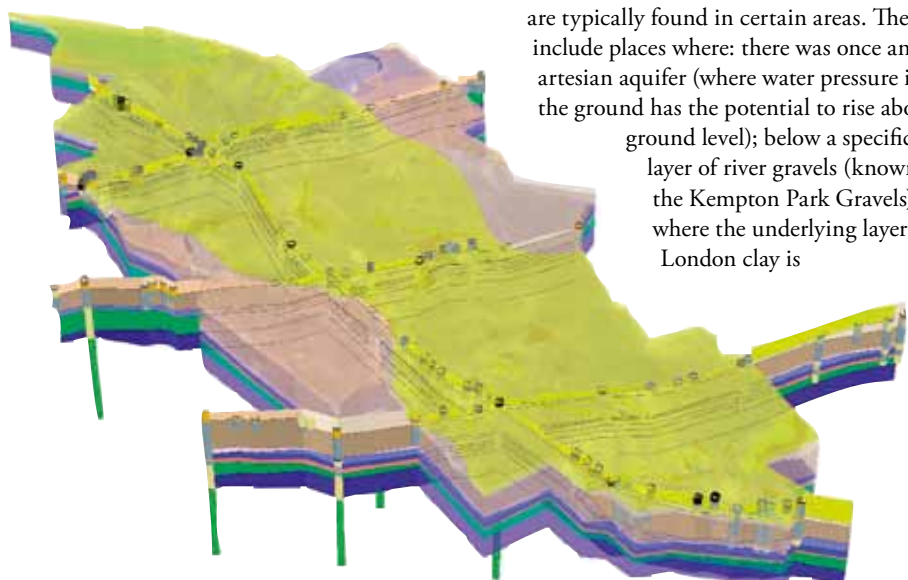 are typically found in certain areas. The
include places where: there was once an
artesian aquifer (where water pressure i
the ground has the potential to rise abo
ground level); below a specific
layer of river gravels (known
the Kempton Park Gravels)
where the underlying layer
London clay is